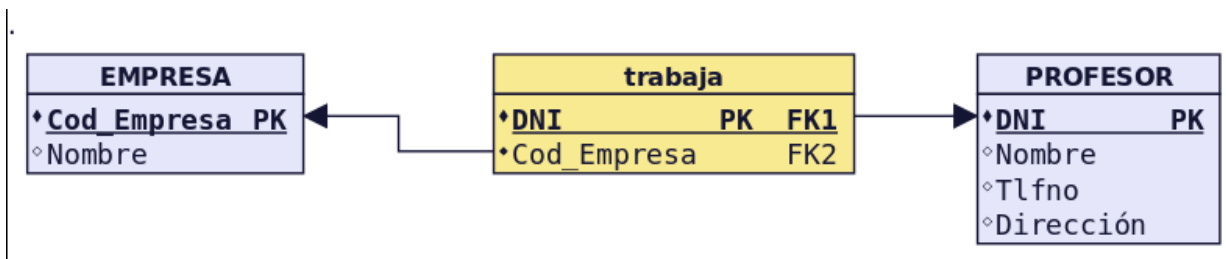 .
EMPRESA
Cod_Empresa PK
Nombre
trabaja
DNI PK FK1
Cod_Empresa FK2
PROFESOR
DNI PK
Nombre
Tlfno
Dirección